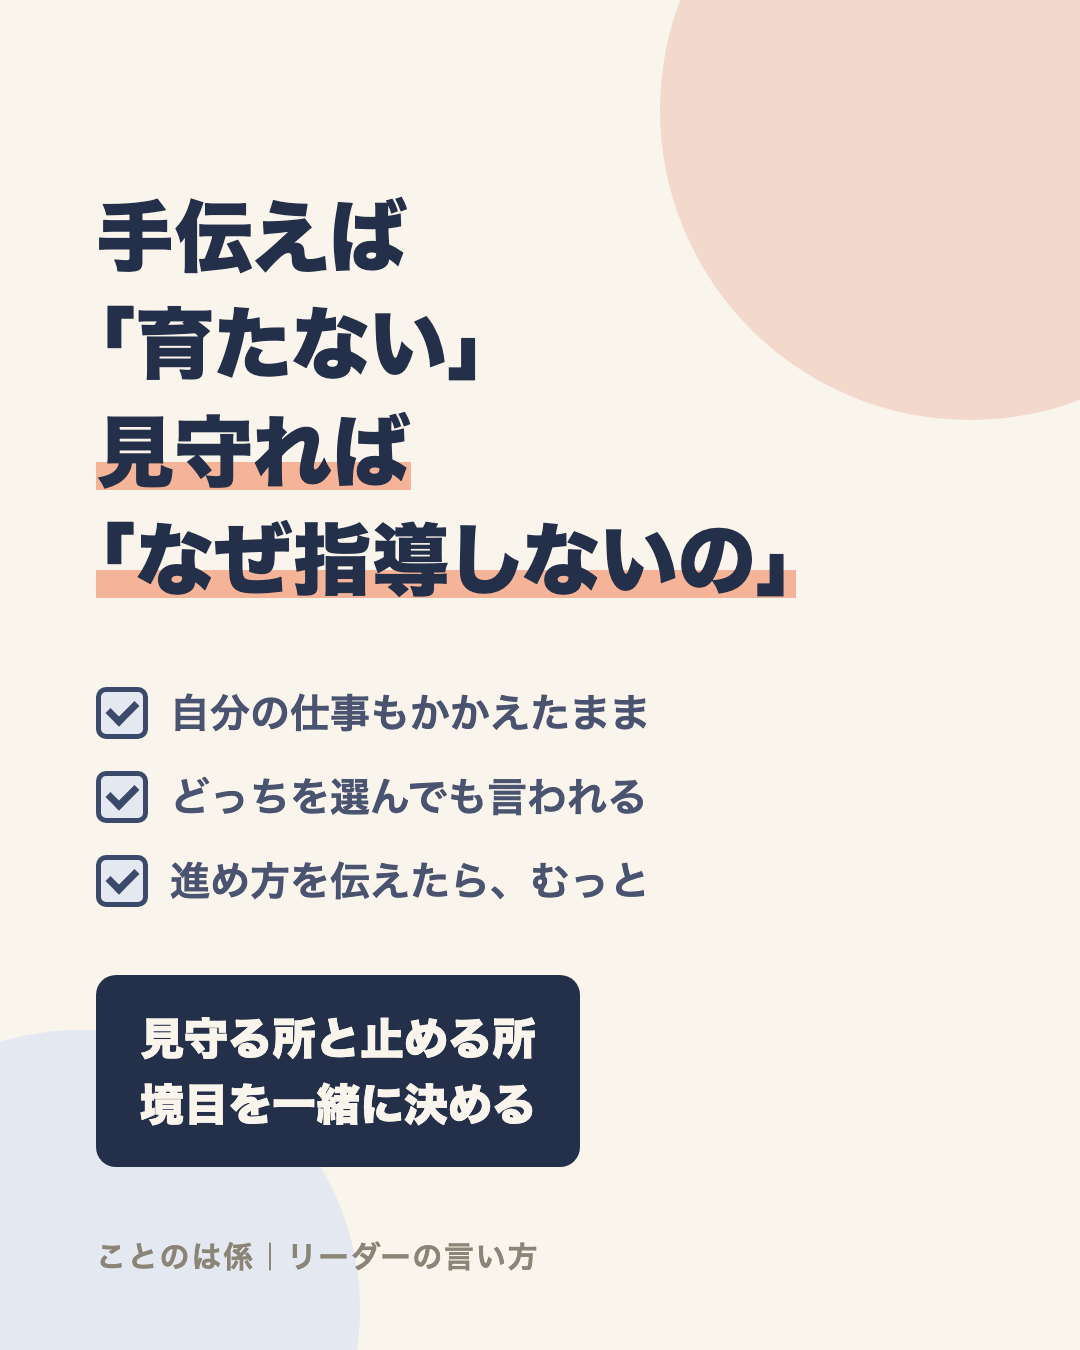 手伝えば
「育たない」
見守れば
「なぜ指導しないの」
自分の仕事もかかえたまま
どっちを選んでも言われる
進め方を伝えたら、むっと
見守る所と止める所
境目を一緒に決める
ことのは係｜リーダーの言い方